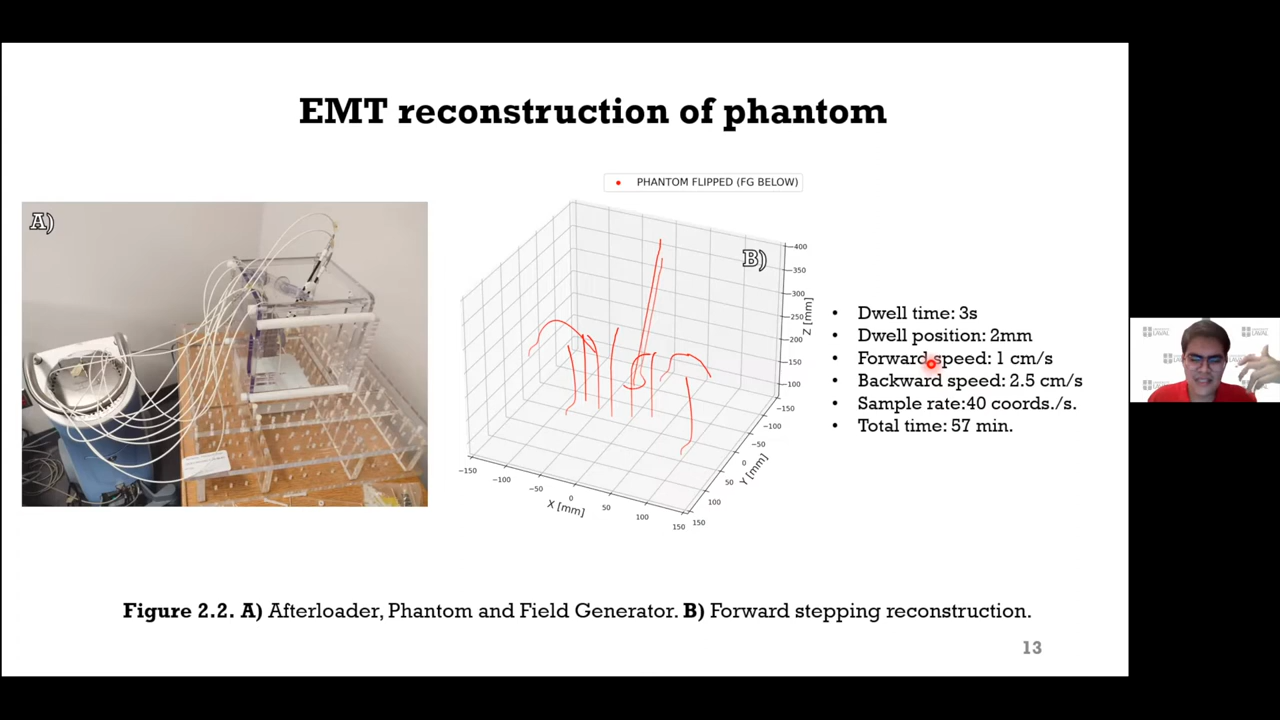 EMT reconstruction of phantom
A)
PHANTOM FLIPPED (FG BELOW)
B)
400
350
300
250
200
150
100
Z [mm]
−150
−100
−50
0
50
100
150
Y [mm]
−150
−100
−50
0
50
100
150
X [mm]
• Dwell time: 3s
• Dwell position: 2mm
• Forward speed: 1 cm/s
• Backward speed: 2.5 cm/s
• Sample rate:40 coords./s.
• Total time: 57 min.
Figure 2.2. A) Afterloader, Phantom and Field Generator. B) Forward stepping reconstruction.
13
LAVAL
LAVAL